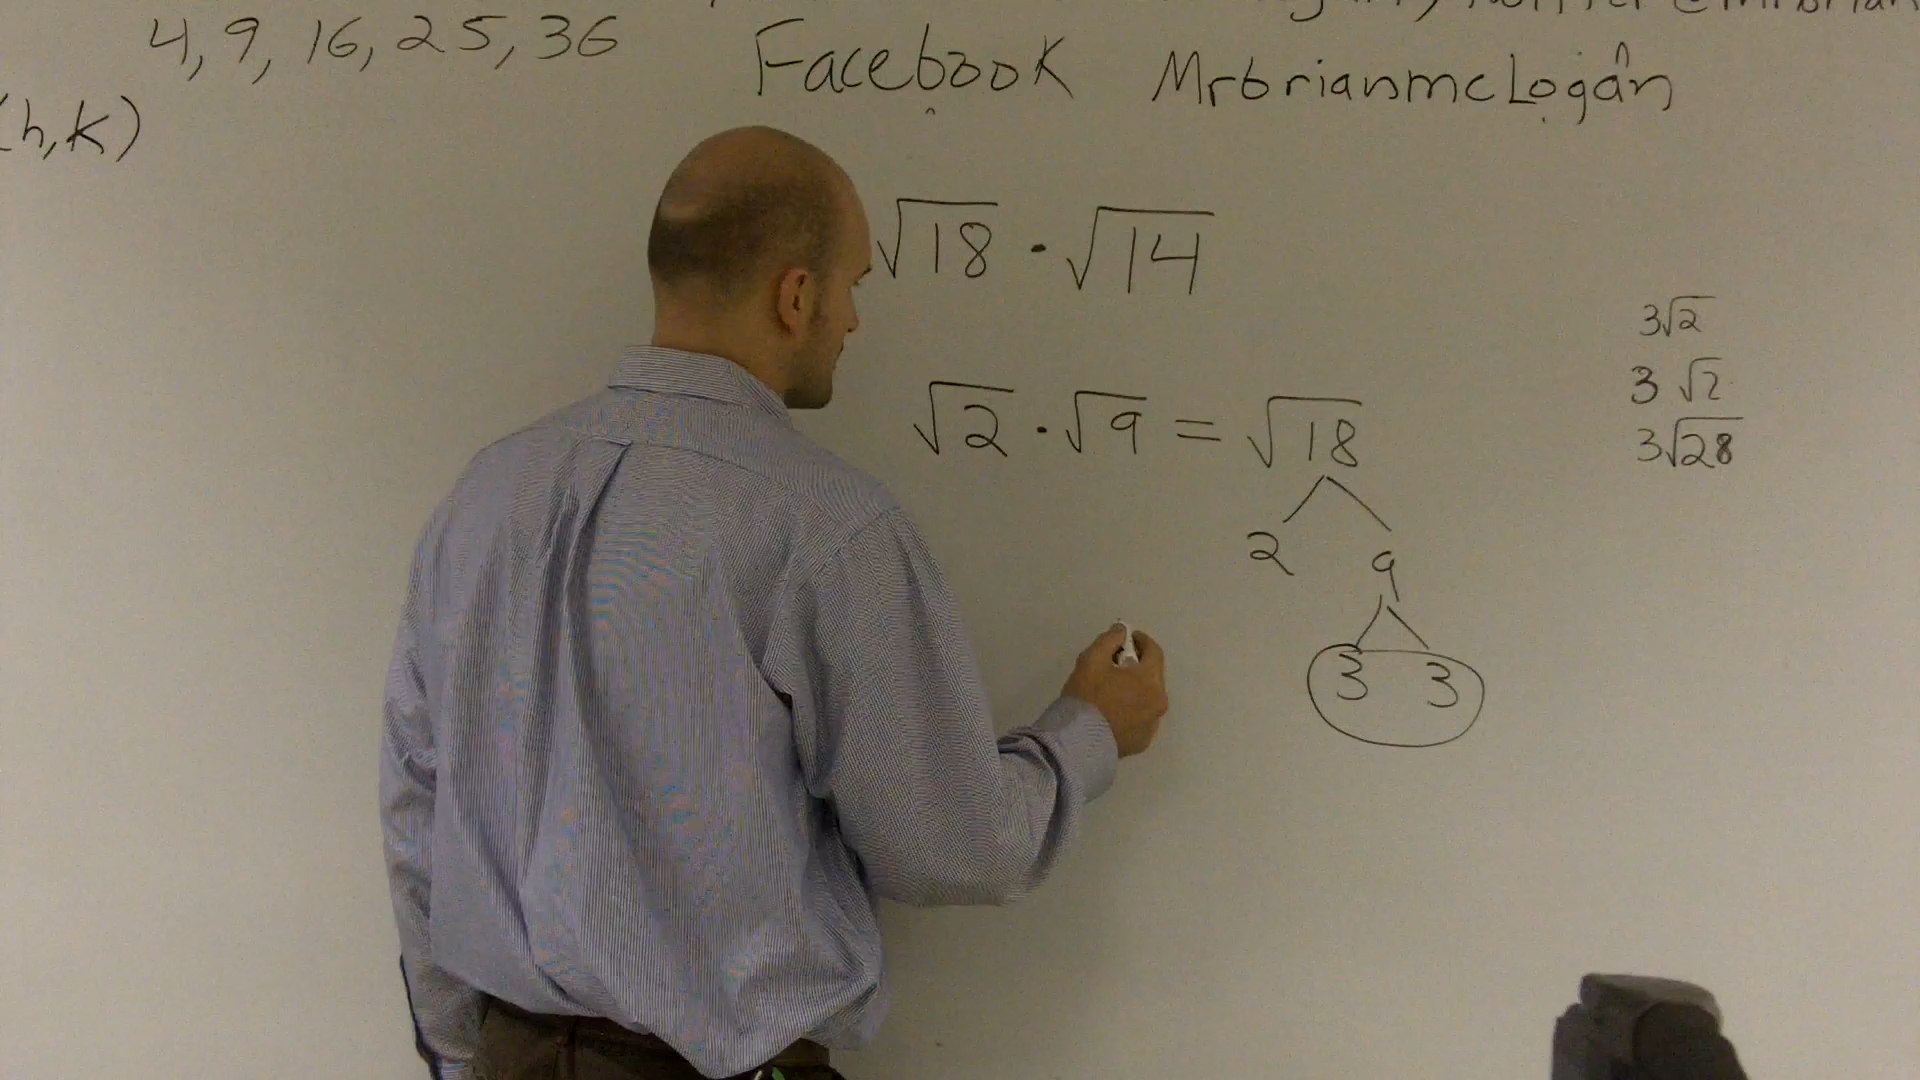 4, 9, 16, 25, 36
Facebook Mrbrianmclogan
(h,k)
√18 · √14
3√2
3 √2
3√28
√2 · √9 = √18
2 9
3 3